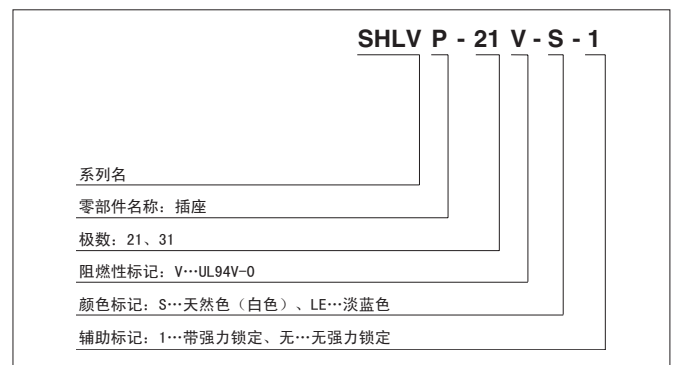 SHLV P - 21 V - S - 1
系列名
零部件名称：插座
极数：21、31
阻燃性标记：V…UL94V-0
颜色标记：S…天然色（白色）、LE…淡蓝色
辅助标记：1…带强力锁定、无…无强力锁定